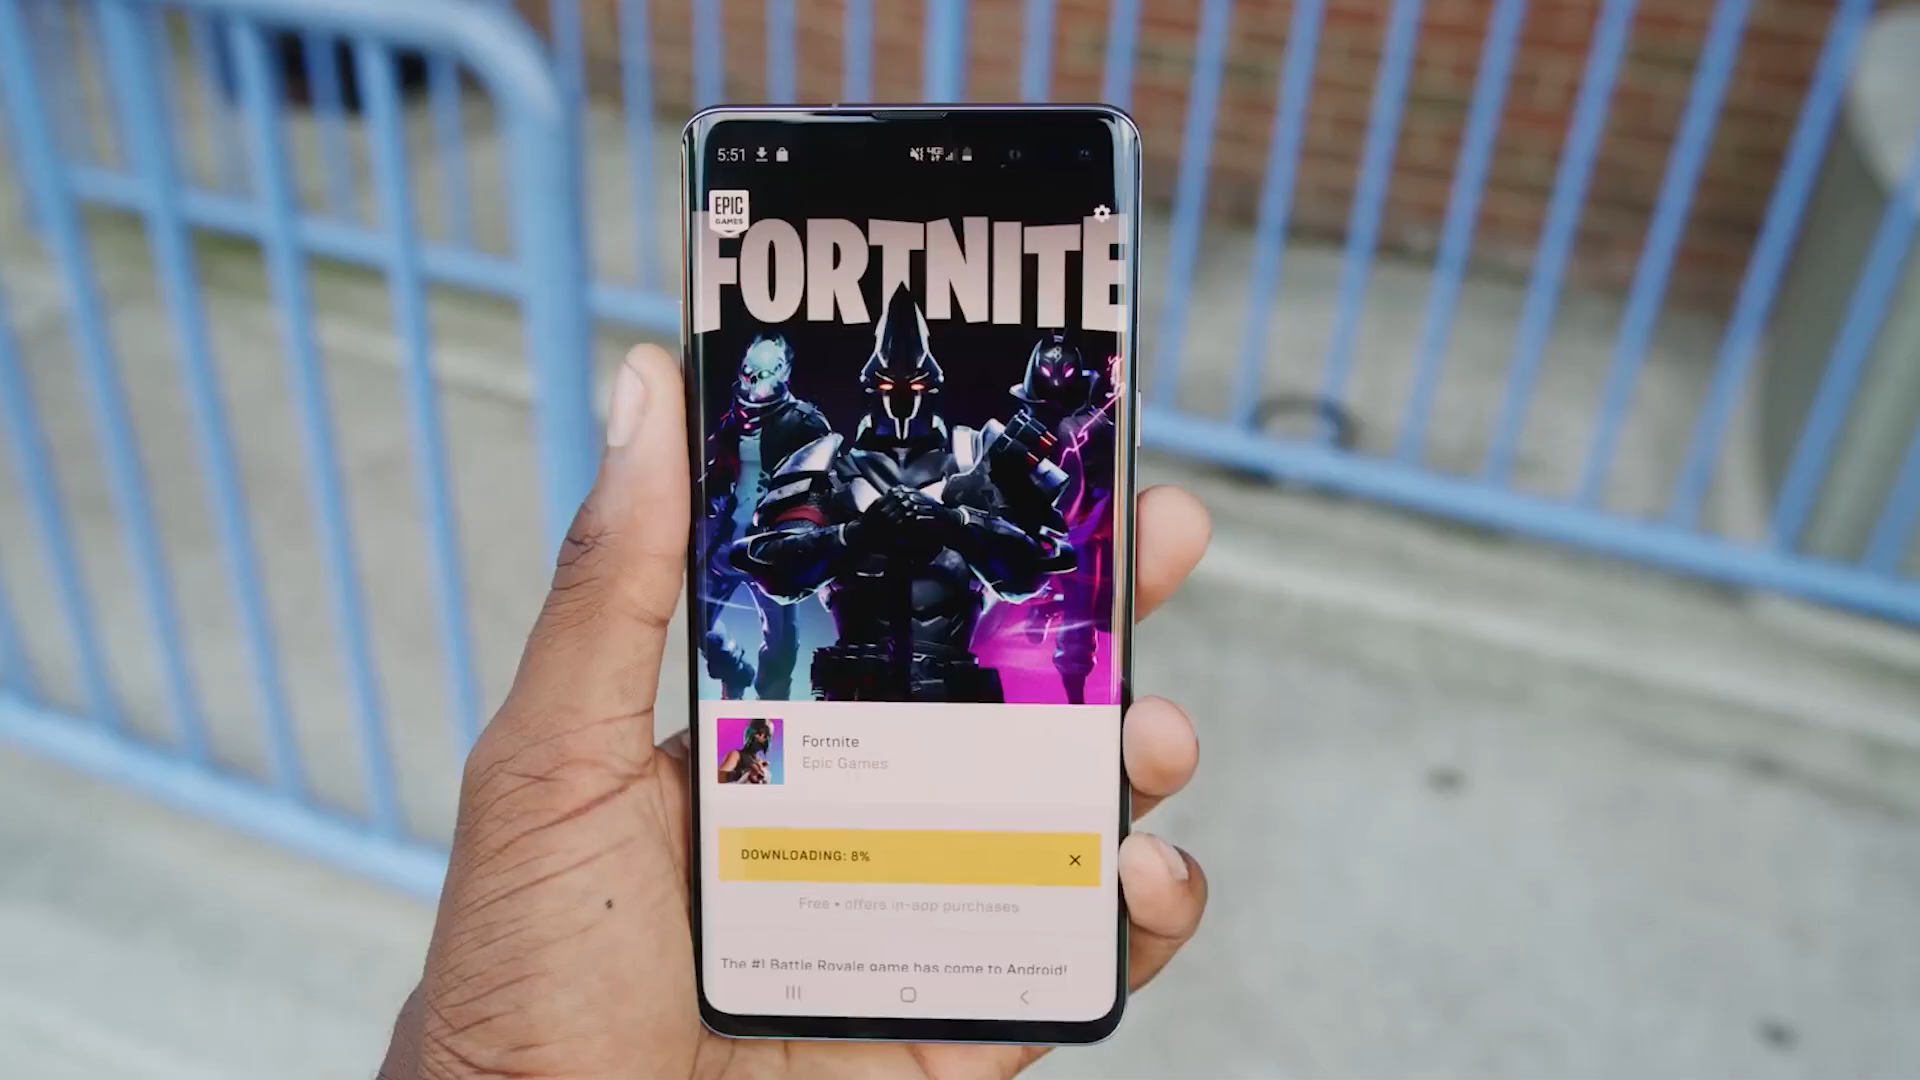 5:51
EPIC
GAMES
FORTNITE
Fortnite
Epic Games
DOWNLOADING: 8%
Free • offers in-app purchases
The #1 Battle Royale game has come to Android!